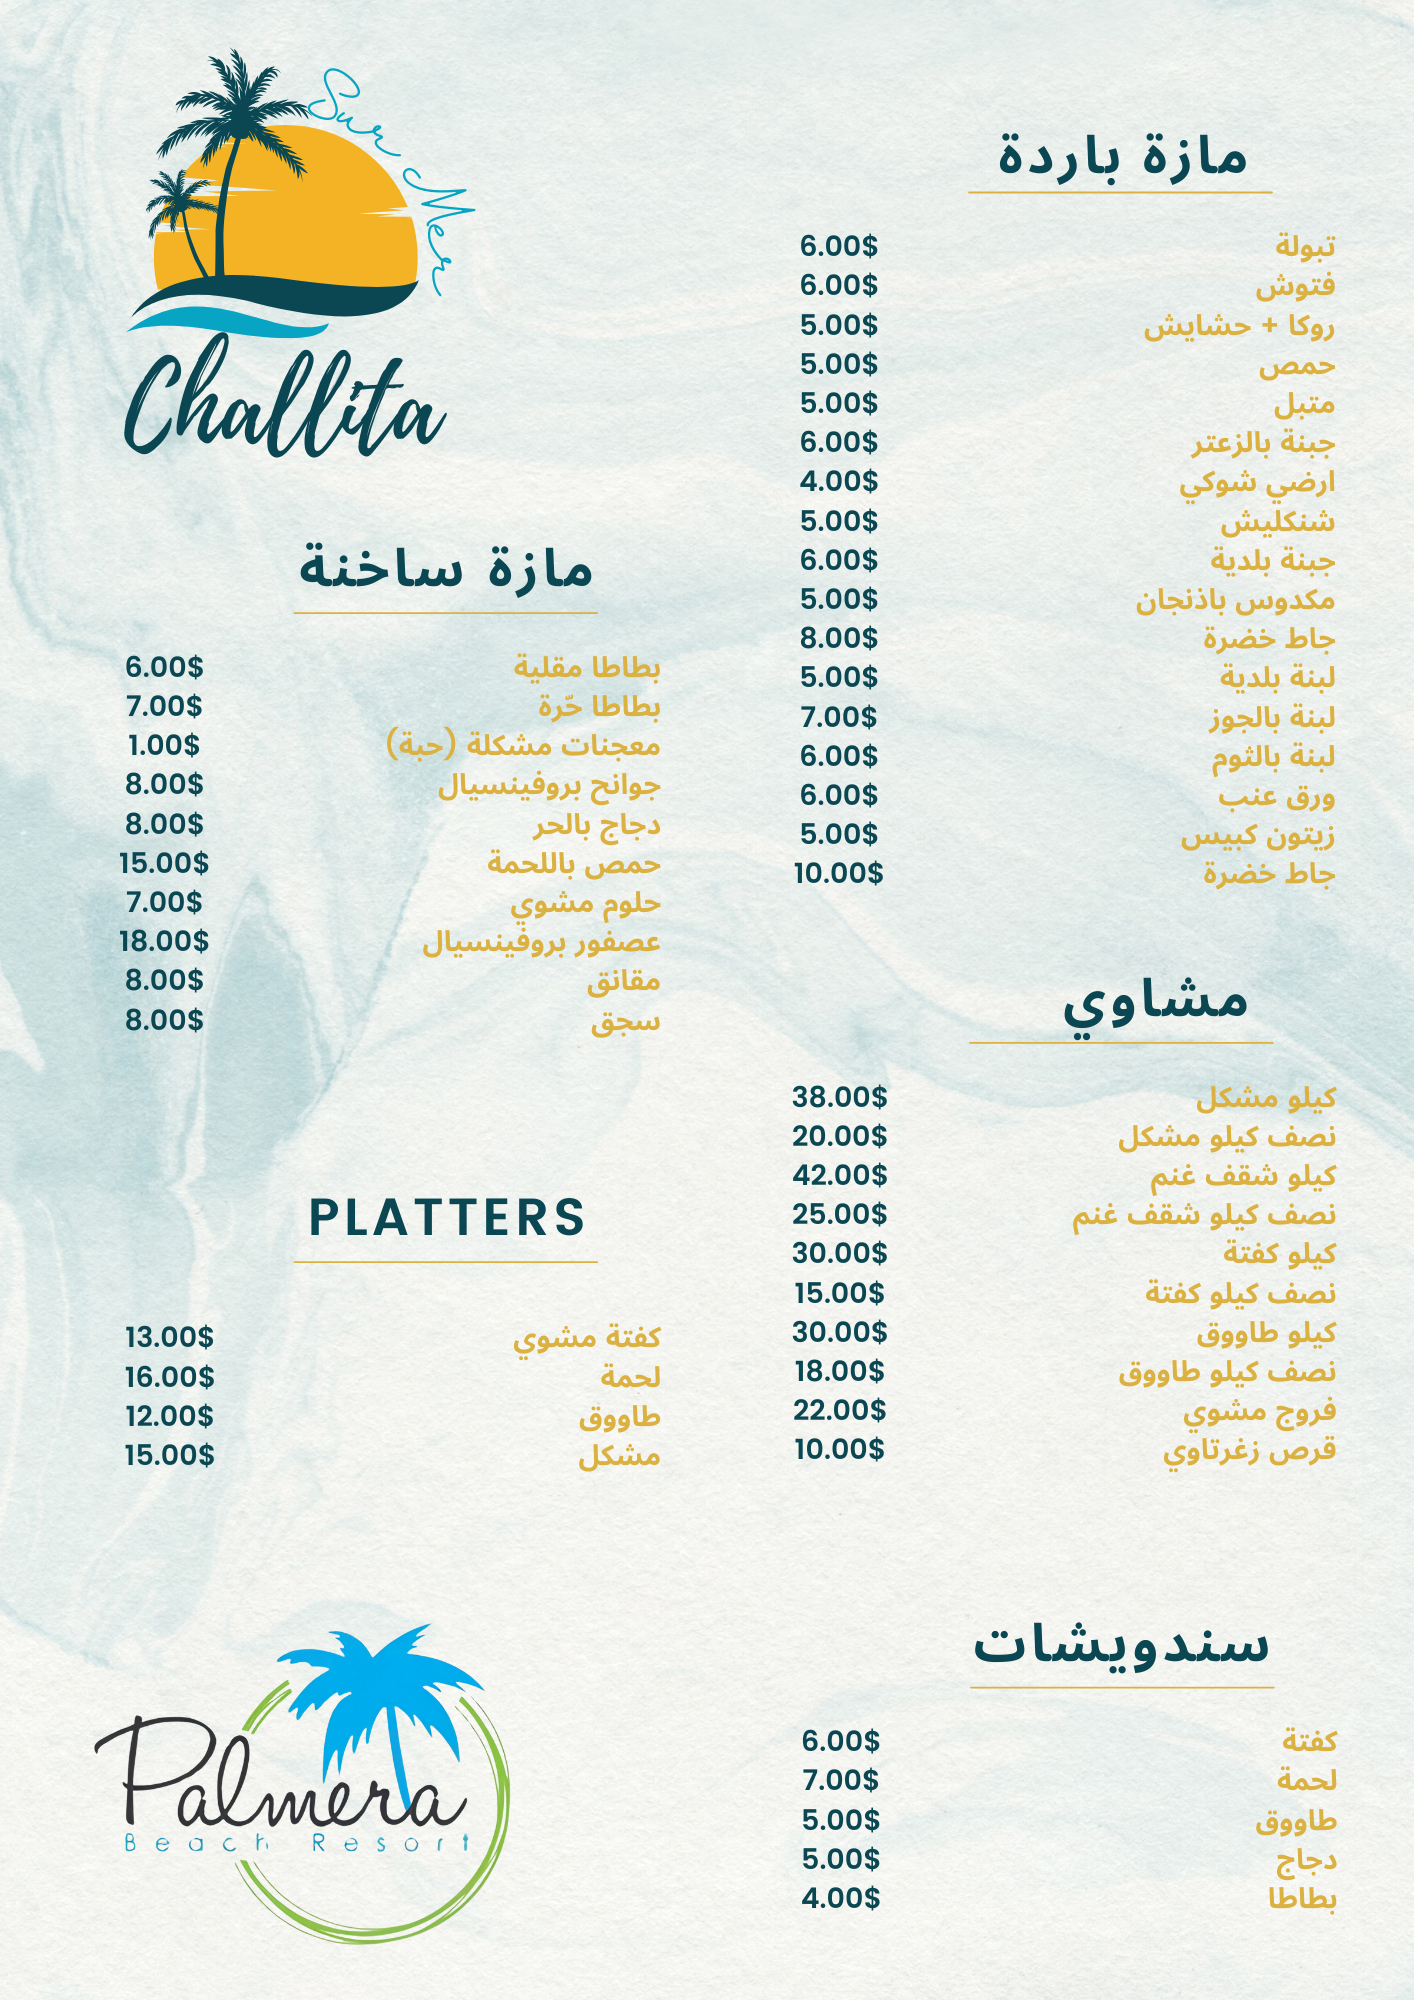 Sur Mer
Challita
مازة باردة
تبولة 6.00$
فتوش 6.00$
روكا + حشايش 5.00$
حمص 5.00$
متبل 5.00$
جبنة بالزعتر 6.00$
ارضي شوكي 4.00$
شنكليش 5.00$
جبنة بلدية 6.00$
مكدوس باذنجان 5.00$
جاط خضرة 8.00$
لبنة بلدية 5.00$
لبنة بالجوز 7.00$
لبنة بالثوم 6.00$
ورق عنب 6.00$
زيتون كبيس 5.00$
جاط خضرة 10.00$
مازة ساخنة
بطاطا مقلية 6.00$
بطاطا حّرة 7.00$
معجنات مشكلة (حبة) 1.00$
جوانح بروفينسيال 8.00$
دجاج بالحر 8.00$
حمص باللحمة 15.00$
حلوم مشوي 7.00$
عصفور بروفينسيال 18.00$
مقانق 8.00$
سجق 8.00$
مشاوي
كيلو مشكل 38.00$
نصف كيلو مشكل 20.00$
كيلو شقف غنم 42.00$
نصف كيلو شقف غنم 25.00$
كيلو كفتة 30.00$
نصف كيلو كفتة 15.00$
كيلو طاووق 30.00$
نصف كيلو طاووق 18.00$
فروج مشوي 22.00$
قرص زغرتاوي 10.00$
PLATTERS
كفتة مشوي 13.00$
لحمة 16.00$
طاووق 12.00$
مشكل 15.00$
سندويشات
كفتة 6.00$
لحمة 7.00$
طاووق 5.00$
دجاج 5.00$
بطاطا 4.00$
Palmera
Beach Resort